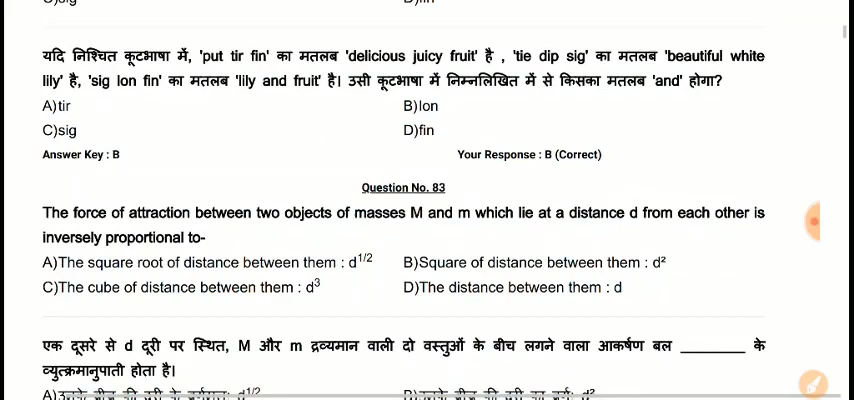 यदि निश्चित कूटभाषा में, 'put tir fin' का मतलब 'delicious juicy fruit' है , 'tie dip sig' का मतलब 'beautiful white
lily' है, 'sig lon fin' का मतलब 'lily and fruit' है। उसी कूटभाषा में निम्नलिखित में से किसका मतलब 'and' होगा?
A)tir B)lon
C)sig D)fin
Answer Key : B Your Response : B (Correct)
Question No. 83
The force of attraction between two objects of masses M and m which lie at a distance d from each other is
inversely proportional to-
A)The square root of distance between them : d^1/2 B)Square of distance between them : d²
C)The cube of distance between them : d³ D)The distance between them : d
एक दूसरे से d दूरी पर स्थित, M और m द्रव्यमान वाली दो वस्तुओं के बीच लगने वाला आकर्षण बल ________ के
व्युत्क्रमानुपाती होता है।